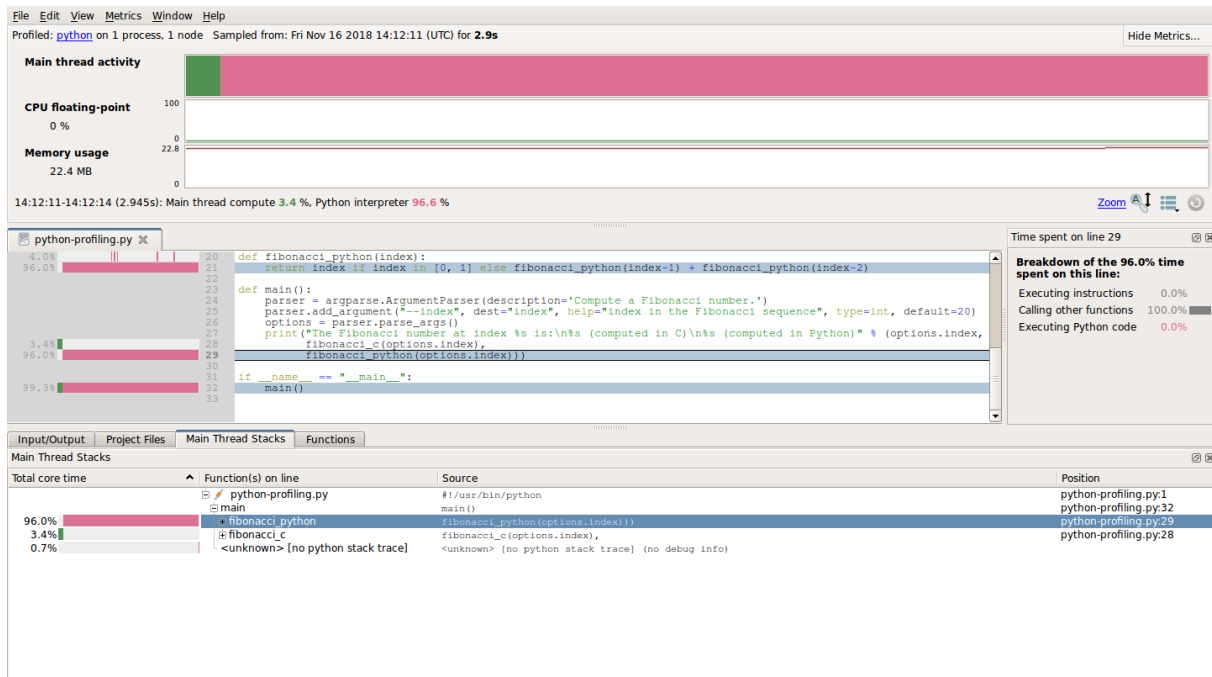 File Edit View Metrics Window Help
Profiled: python on 1 process, 1 node Sampled from: Fri Nov 16 2018 14:12:11 (UTC) for 2.9s
Hide Metrics...
Main thread activity
CPU floating-point
0 %
100
0
Memory usage
22.4 MB
22.8
0
14:12:11-14:12:14 (2.945s): Main thread compute 3.4 %, Python interpreter 96.6 %
Zoom
python-profiling.py
4.0% 20 def fibonacci_python(index):
96.0% 21 return index if index in [0, 1] else fibonacci_python(index-1) + fibonacci_python(index-2)
22
23 def main():
24 parser = argparse.ArgumentParser(description='Compute a Fibonacci number.')
25 parser.add_argument("--index", dest="index", help="index in the Fibonacci sequence", type=int, default=20)
26 options = parser.parse_args()
27 print("The Fibonacci number at index %s is:\n%s (computed in C)\n%s (computed in Python)" % (options.index,
3.4% 28 fibonacci_c(options.index),
96.0% 29 fibonacci_python(options.index)))
30
31 if __name__ == "__main__":
99.3% 32 main()
33
Time spent on line 29
Breakdown of the 96.0% time
spent on this line:
Executing instructions 0.0%
Calling other functions 100.0%
Executing Python code 0.0%
Input/Output Project Files Main Thread Stacks Functions
Main Thread Stacks
Total core time Function(s) on line Source Position
python-profiling.py #!/usr/bin/python python-profiling.py:1
main main() python-profiling.py:32
96.0% fibonacci_python fibonacci_python(options.index))) python-profiling.py:29
3.4% fibonacci_c fibonacci_c(options.index), python-profiling.py:28
0.7% <unknown> [no python stack trace] <unknown> [no python stack trace] (no debug info)